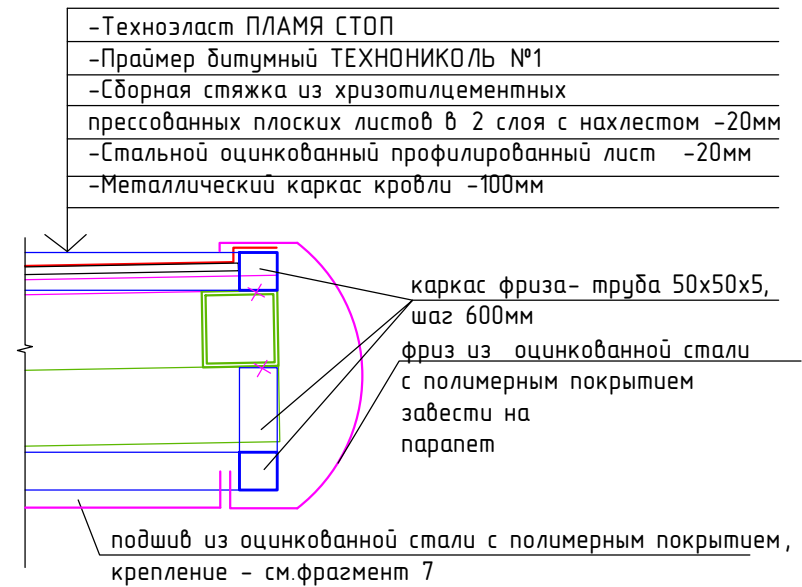 -Техноэласт ПЛАМЯ СТОП
-Праймер битумный ТЕХНОНИКОЛЬ №1
-Сборная стяжка из хризотилцементных
прессованных плоских листов в 2 слоя с нахлестом -20мм
-Стальной оцинкованный профилированный лист -20мм
-Металлический каркас кровли -100мм
каркас фриза- труба 50х50х5,
шаг 600мм
фриз из оцинкованной стали
с полимерным покрытием
завести на
парапет
подшив из оцинкованной стали с полимерным покрытием,
крепление - см.фрагмент 7